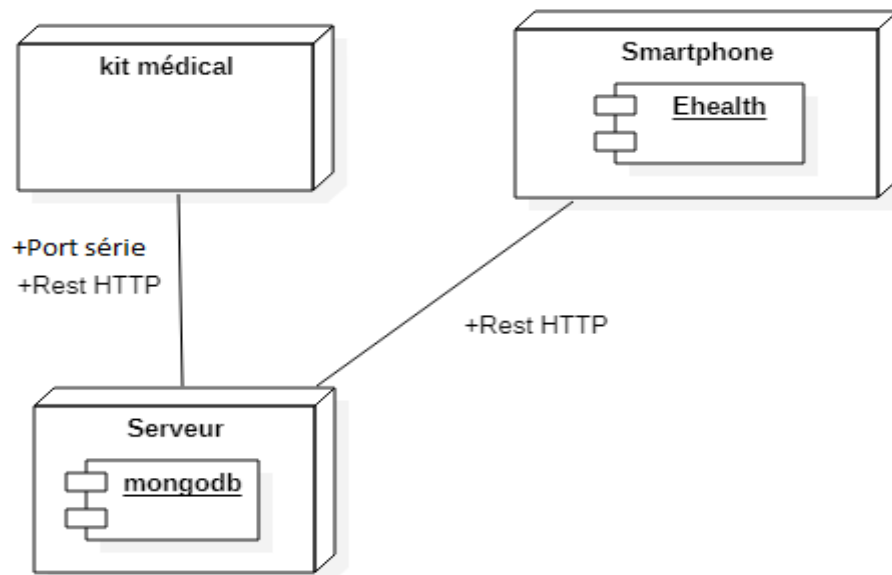 kit médical
Smartphone
Ehealth
+Port série
+Rest HTTP
+Rest HTTP
Serveur
mongodb